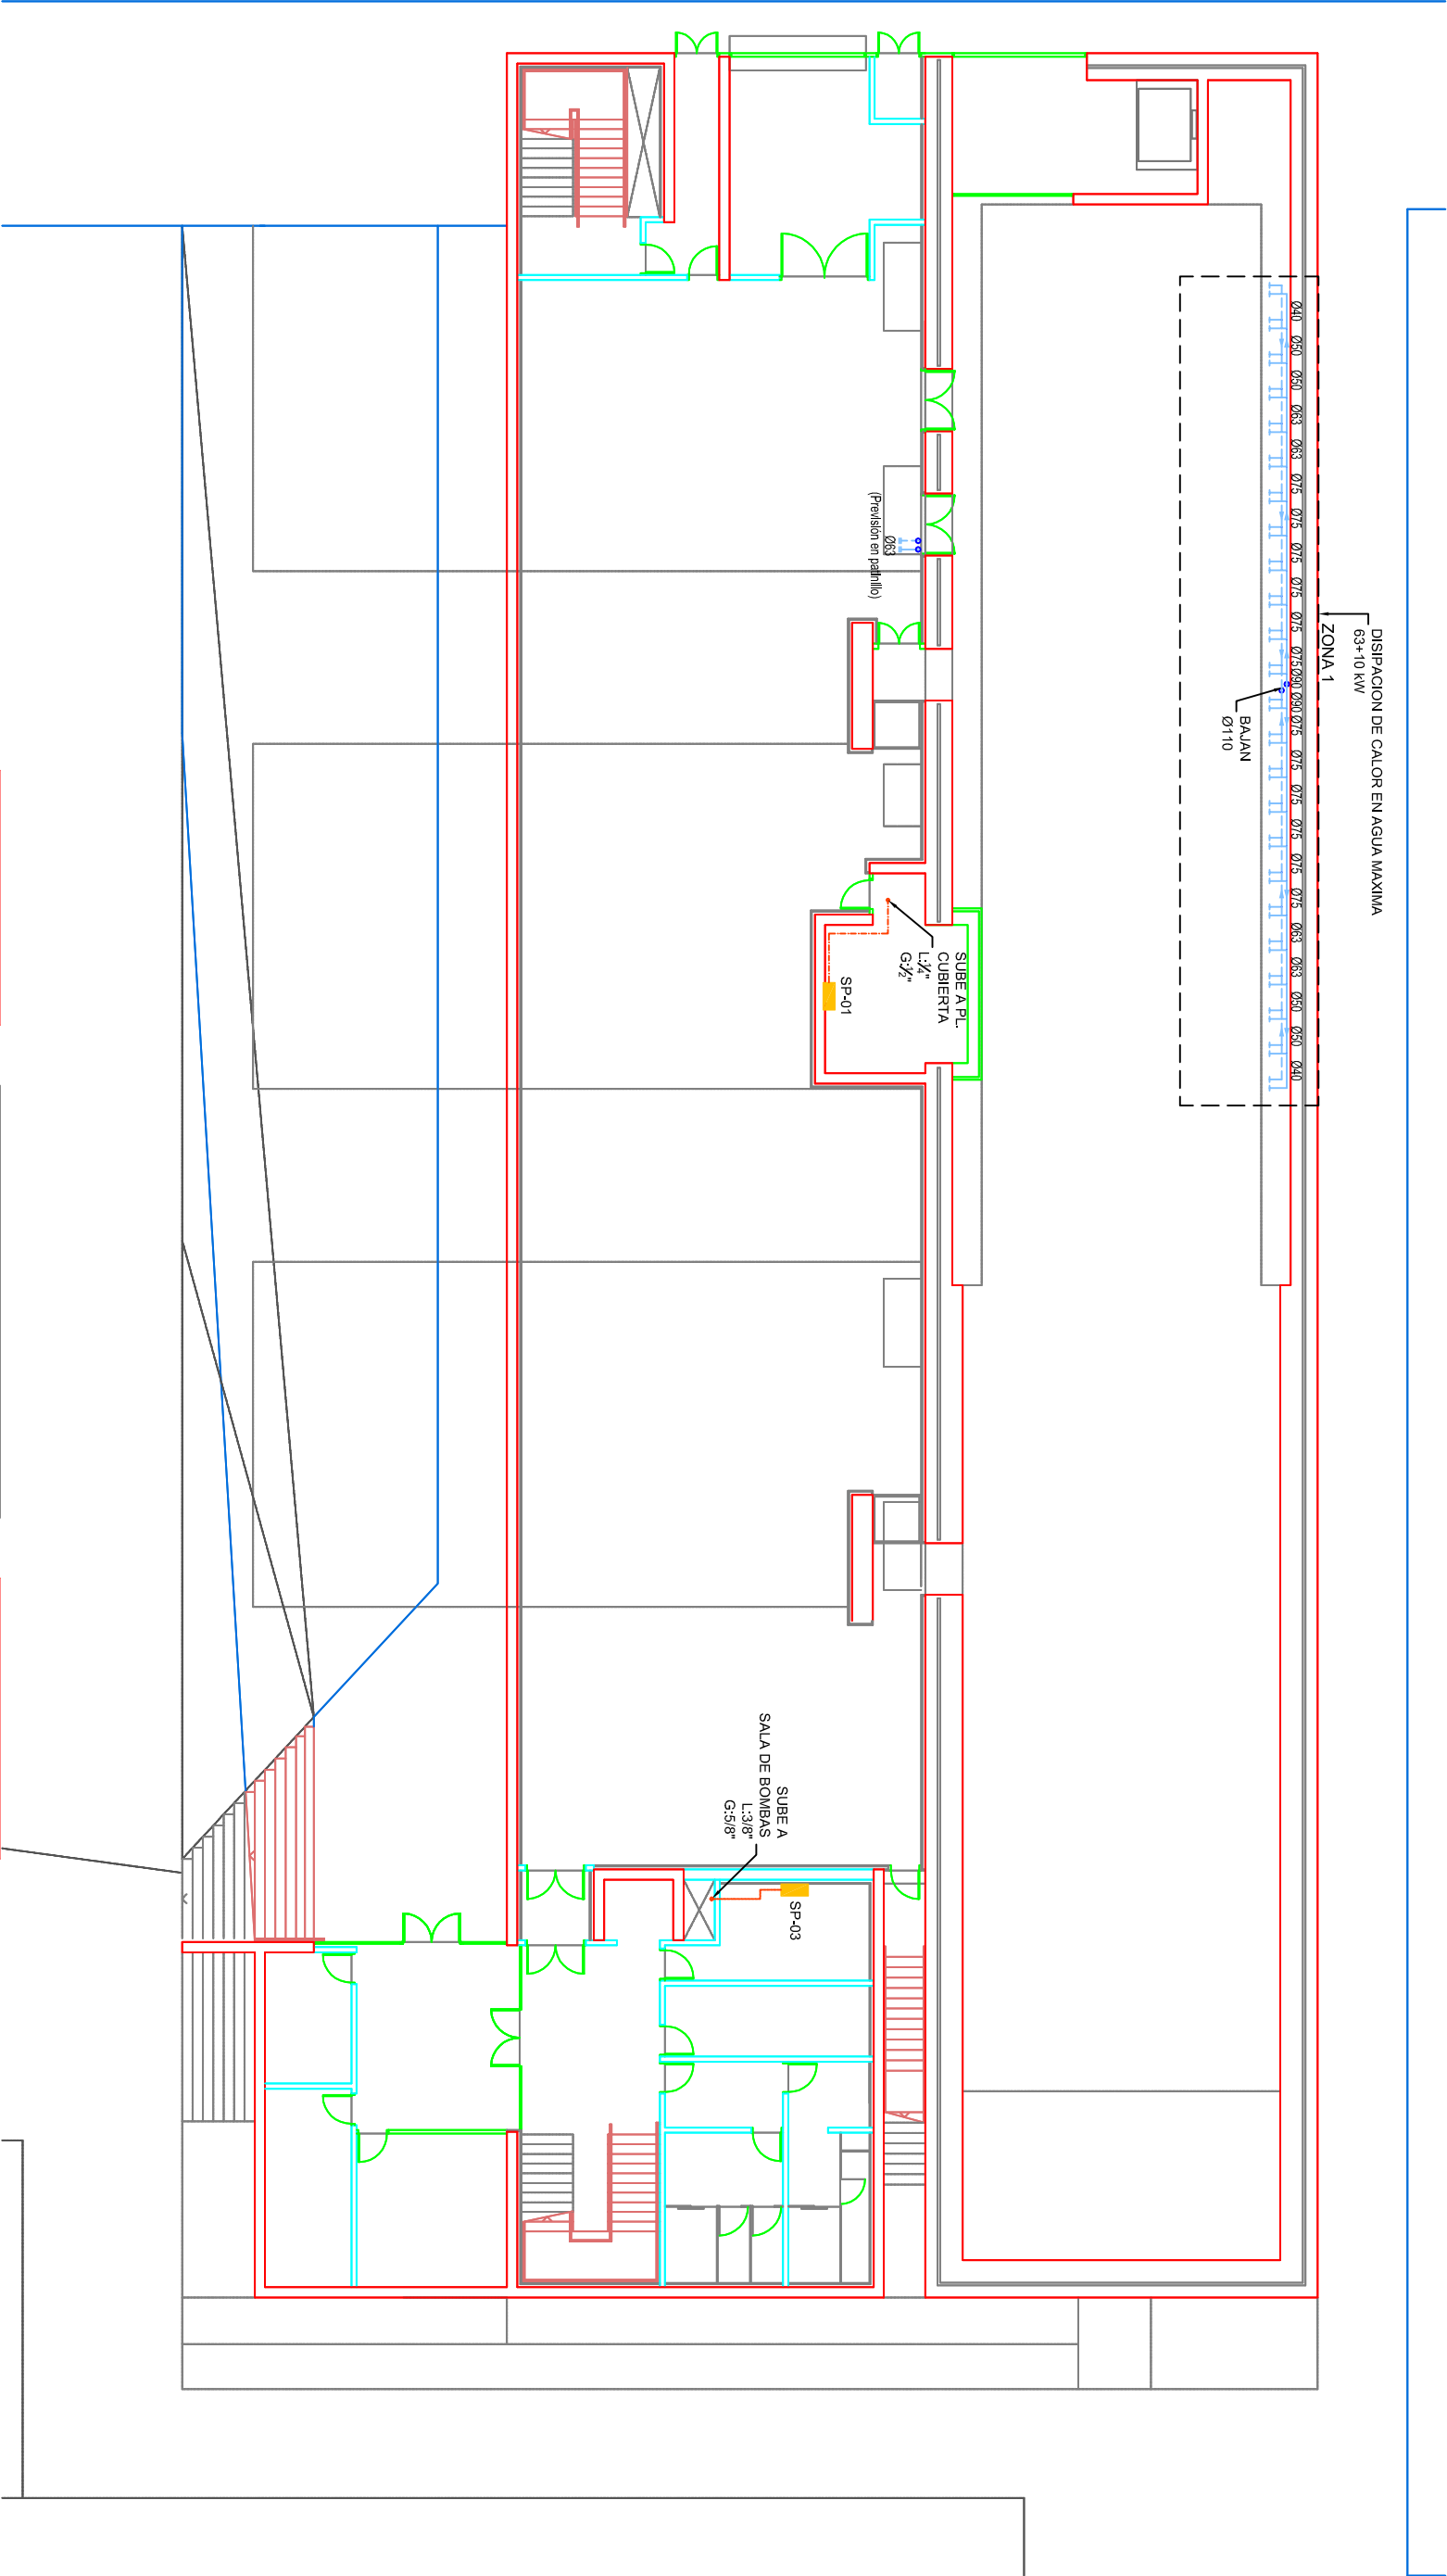 DISIPACION DE CALOR EN AGUA MAXIMA
63+10 kW
ZONA 1
Ø40 Ø50 Ø50 Ø63 Ø63 Ø75 Ø75 Ø75 Ø75 Ø75 Ø75 Ø90 Ø90 Ø75 Ø75 Ø75 Ø75 Ø75 Ø75 Ø63 Ø63 Ø50 Ø50 Ø40
BAJAN
Ø110
SUBE A PL.
CUBIERTA
L:¼"
G:½"
Ø63
(Previsión en patinillo)
SP-01
SP-03
SUBE A
SALA DE BOMBAS
L:3/8"
G:5/8"